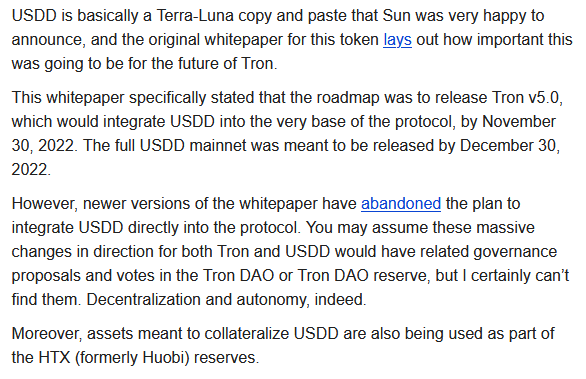 USDD is basically a Terra-Luna copy and paste that Sun was very happy to
announce, and the original whitepaper for this token lays out how important this
was going to be for the future of Tron.
This whitepaper specifically stated that the roadmap was to release Tron v5.0,
which would integrate USDD into the very base of the protocol, by November
30, 2022. The full USDD mainnet was meant to be released by December 30,
2022.
However, newer versions of the whitepaper have abandoned the plan to
integrate USDD directly into the protocol. You may assume these massive
changes in direction for both Tron and USDD would have related governance
proposals and votes in the Tron DAO or Tron DAO reserve, but I certainly can’t
find them. Decentralization and autonomy, indeed.
Moreover, assets meant to collateralize USDD are also being used as part of
the HTX (formerly Huobi) reserves.